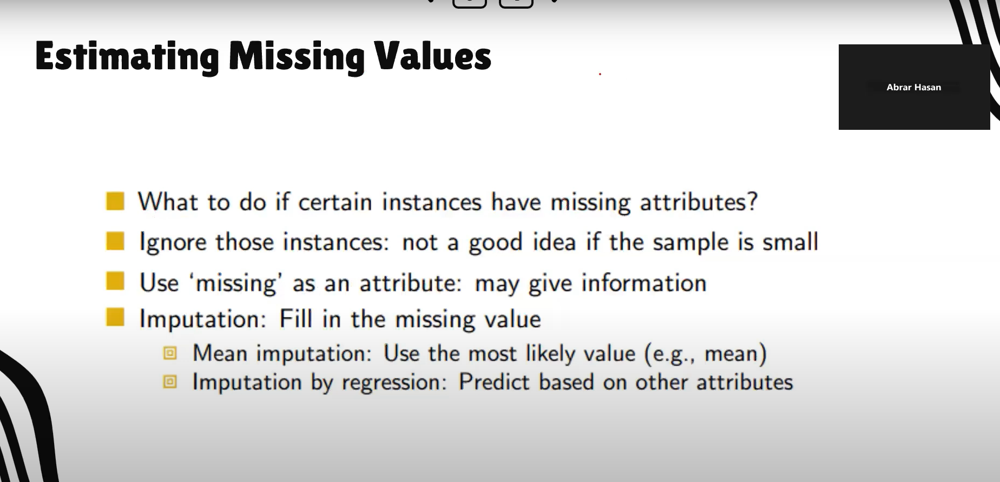 Estimating Missing Values
Abrar Hasan
What to do if certain instances have missing attributes?
Ignore those instances: not a good idea if the sample is small
Use ‘missing’ as an attribute: may give information
Imputation: Fill in the missing value
Mean imputation: Use the most likely value (e.g., mean)
Imputation by regression: Predict based on other attributes